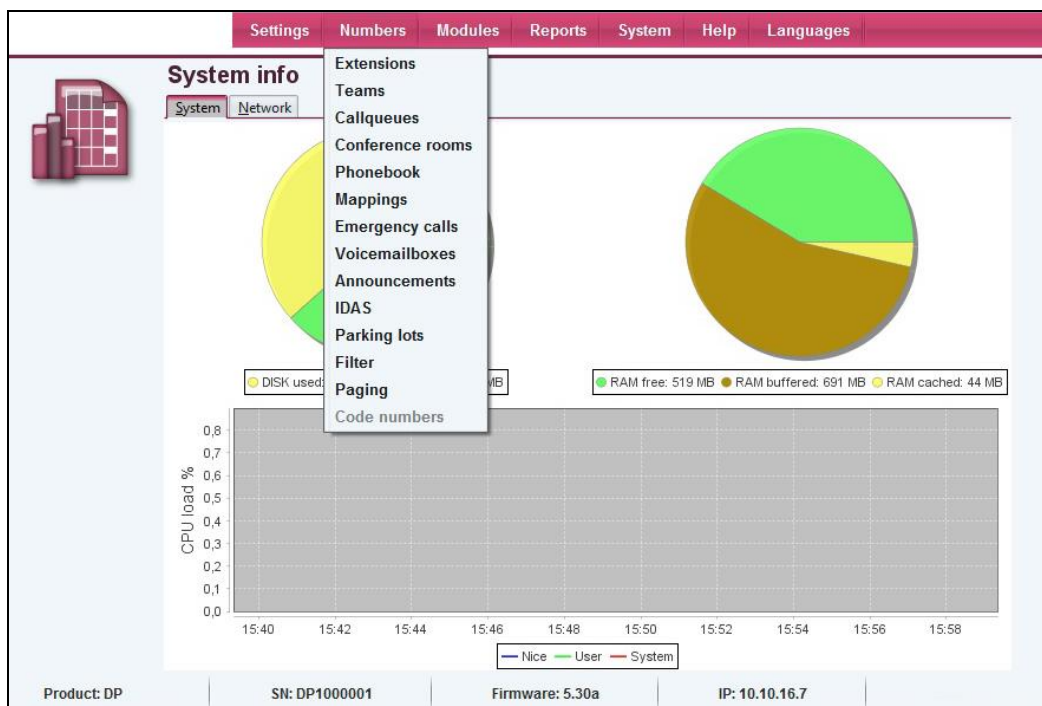 Settings Numbers Modules Reports System Help Languages
System info
System Network
Extensions
Teams
Callqueues
Conference rooms
Phonebook
Mappings
Emergency calls
Voicemailboxes
Announcements
IDAS
Parking lots
Filter
Paging
Code numbers
DISK used: MB
RAM free: 519 MB RAM buffered: 691 MB RAM cached: 44 MB
CPU load %
0,8
0,7
0,6
0,5
0,4
0,3
0,2
0,1
0,0
15:40 15:42 15:44 15:46 15:48 15:50 15:52 15:54 15:56 15:58
Nice User System
Product: DP SN: DP1000001 Firmware: 5.30a IP: 10.10.16.7